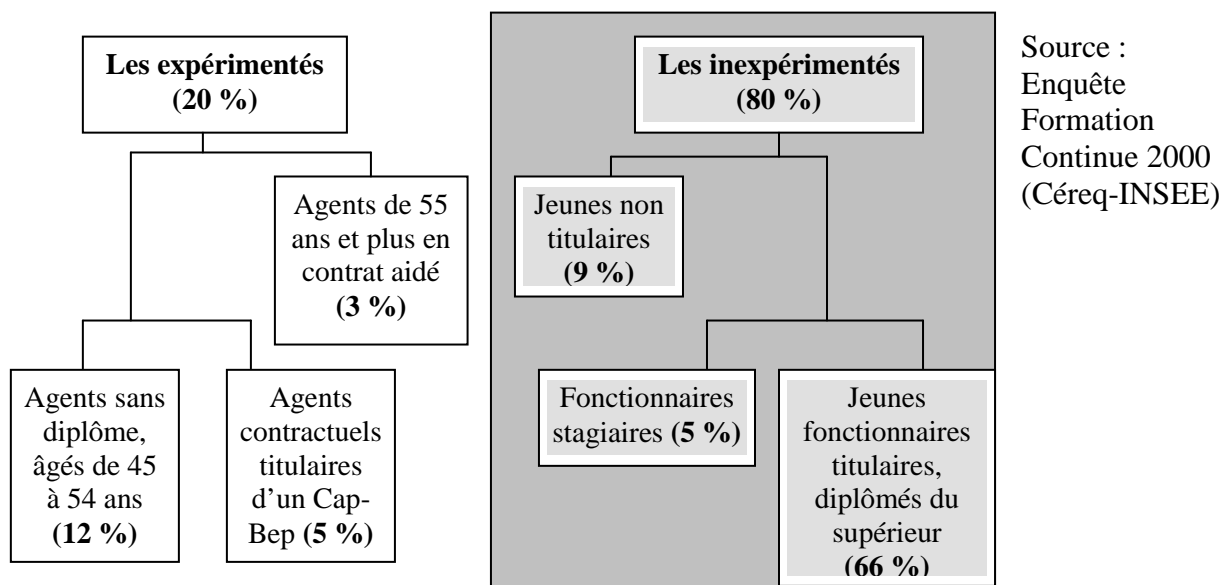 Les expérimentés
(20 %)
Les inexpérimentés
(80 %)
Source :
Enquête
Formation
Continue 2000
(Céreq-INSEE)
Agents de 55
ans et plus en
contrat aidé
(3 %)
Jeunes non
titulaires
(9 %)
Agents sans
diplôme,
âgés de 45
à 54 ans
(12 %)
Agents
contractuels
titulaires
d’un Cap-
Bep (5 %)
Fonctionnaires
stagiaires (5 %)
Jeunes
fonctionnaires
titulaires,
diplômés du
supérieur
(66 %)